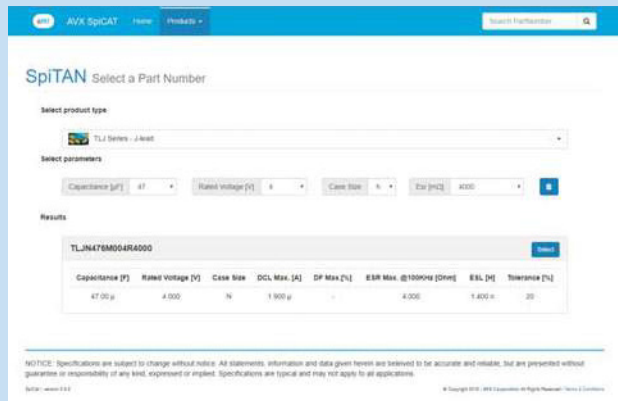 AVX SpiCAT Home Products
Search PartNumber
SpiTAN Select a Part Number
Select product type
TLJ Series - J-lead
Select parameters
Capacitance [µF] 47 Rated Voltage [V] 4 Case Size N Esr [mΩ] 4000
Results
TLJN476M004R4000 Select
Capacitance [F] Rated Voltage [V] Case Size DCL Max. [A] DF Max.[%] ESR Max. @100KHz [Ohm] ESL [H] Tolerance [%]
47.00 µ 4.000 N 1.900 µ - 4.000 1.400 n 20
NOTICE: Specifications are subject to change without notice. All statements, information and data given herein are believed to be accurate and reliable, but are presented without
guarantee or responsibility of any kind, expressed or implied. Specifications are typical and may not apply to all applications.